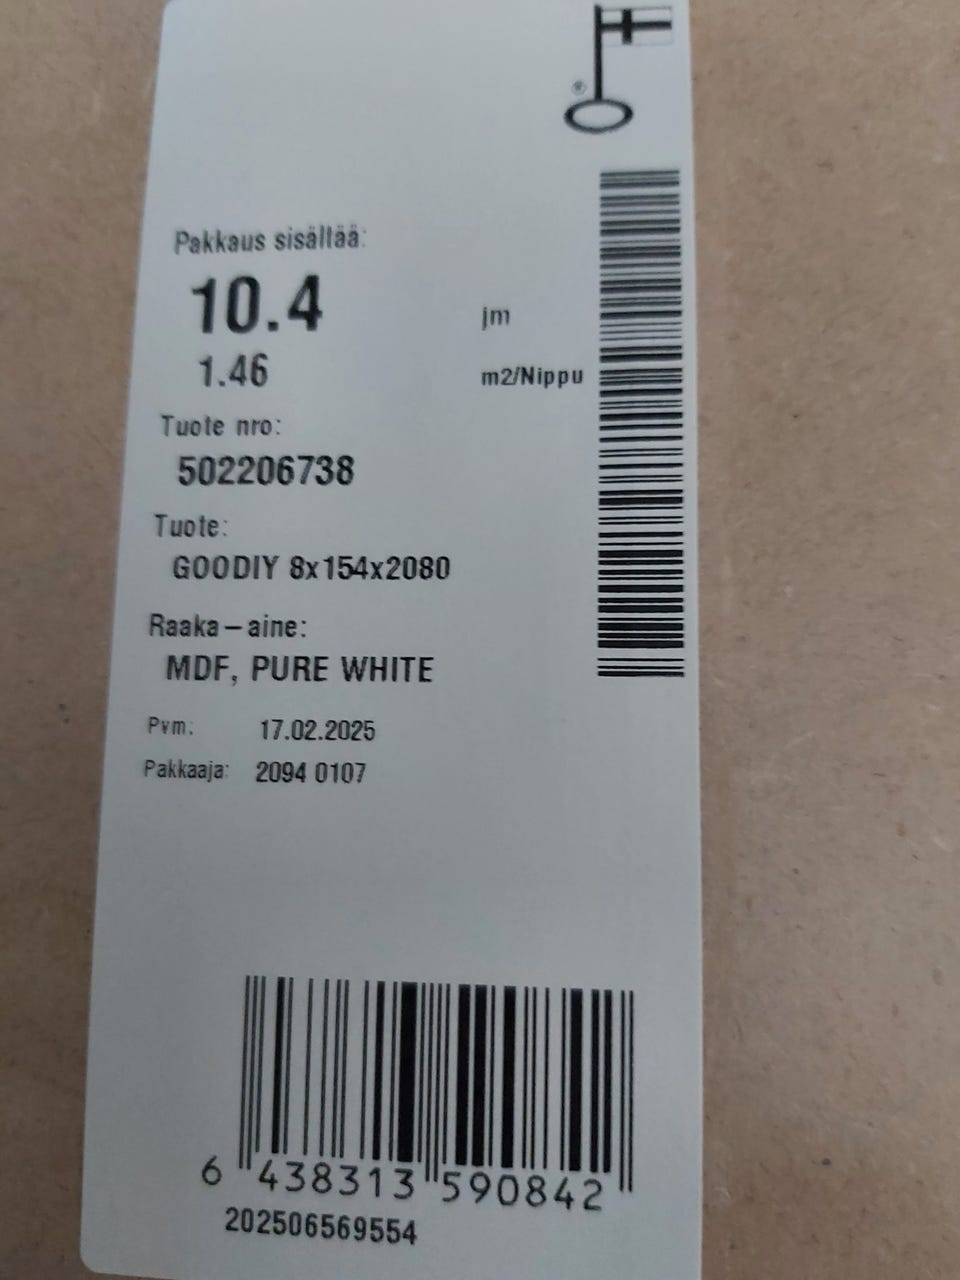 ®
Pakkaus sisältää:
10.4 jm
1.46 m2/Nippu
Tuote nro:
502206738
Tuote:
GOODIY 8x154x2080
Raaka-aine:
MDF, PURE WHITE
Pvm: 17.02.2025
Pakkaaja: 2094 0107
6 438313 590842
202506569554